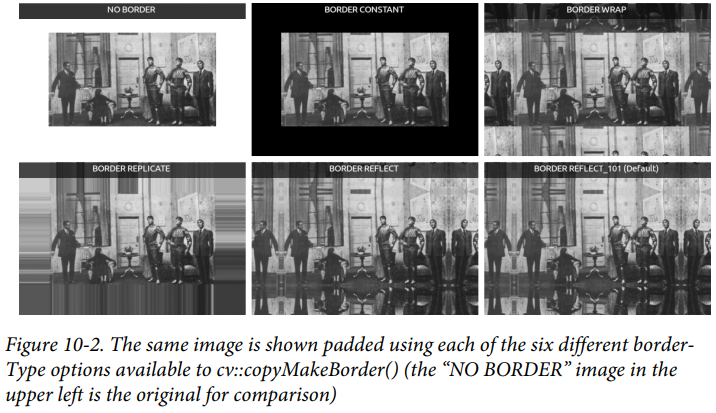 NO BORDER
BORDER CONSTANT
BORDER WRAP
BORDER REPLICATE
BORDER REFLECT
BORDER REFLECT_101 (Default)
Figure 10-2. The same image is shown padded using each of the six different border-
Type options available to cv::copyMakeBorder() (the “NO BORDER” image in the
upper left is the original for comparison)